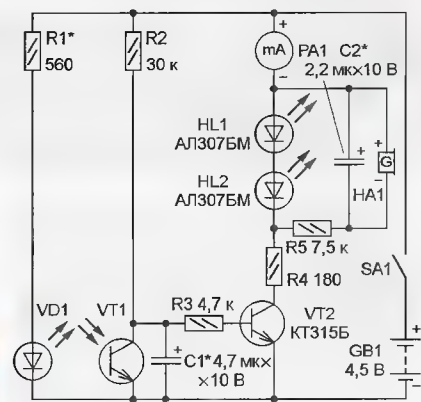 R1*
560
R2
30 к
+
mA
−
PA1
C2*
2,2 мк×10 В
HL1
АЛ307БМ
HL2
АЛ307БМ
+
+
G
−
HA1
R5 7,5 к
R4 180
SA1
R3 4,7 к
VD1
VT1
VT2
КТ315Б
+
C1* 4,7 мк×
×10 В
+
GB1
4,5 В
−